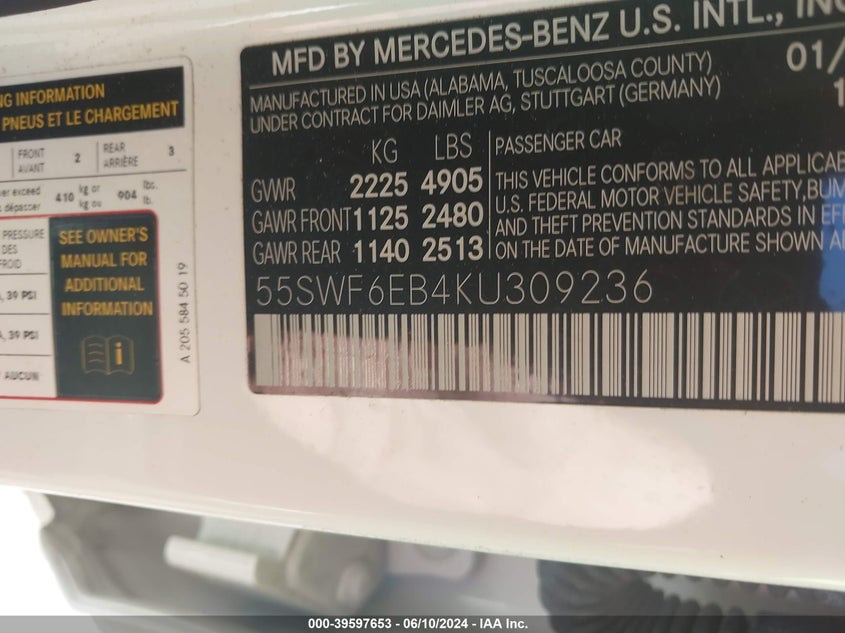 NG INFORMATION
PNEUS ET LE CHARGEMENT
FRONT AVANT 2 REAR ARRIÈRE 3
ver exceed 410 kg or 904 lbs.
dépasser kg ou lb.
PRESSURE
DES
FROID
39 PSI
39 PSI
AUCUN
SEE OWNER'S
MANUAL FOR
ADDITIONAL
INFORMATION
i
A 205 584 50 19
MFD BY MERCEDES-BENZ U.S. INTL., INC
01/
MANUFACTURED IN USA (ALABAMA, TUSCALOOSA COUNTY)
UNDER CONTRACT FOR DAIMLER AG, STUTTGART (GERMANY)
KG LBS
GVWR 2225 4905
GAWR FRONT 1125 2480
GAWR REAR 1140 2513
PASSENGER CAR
THIS VEHICLE CONFORMS TO ALL APPLICAB
U.S. FEDERAL MOTOR VEHICLE SAFETY, BUM
AND THEFT PREVENTION STANDARDS IN EFF
ON THE DATE OF MANUFACTURE SHOWN A
55SWF6EB4KU309236
000-39597653 - 06/10/2024 - IAA Inc.